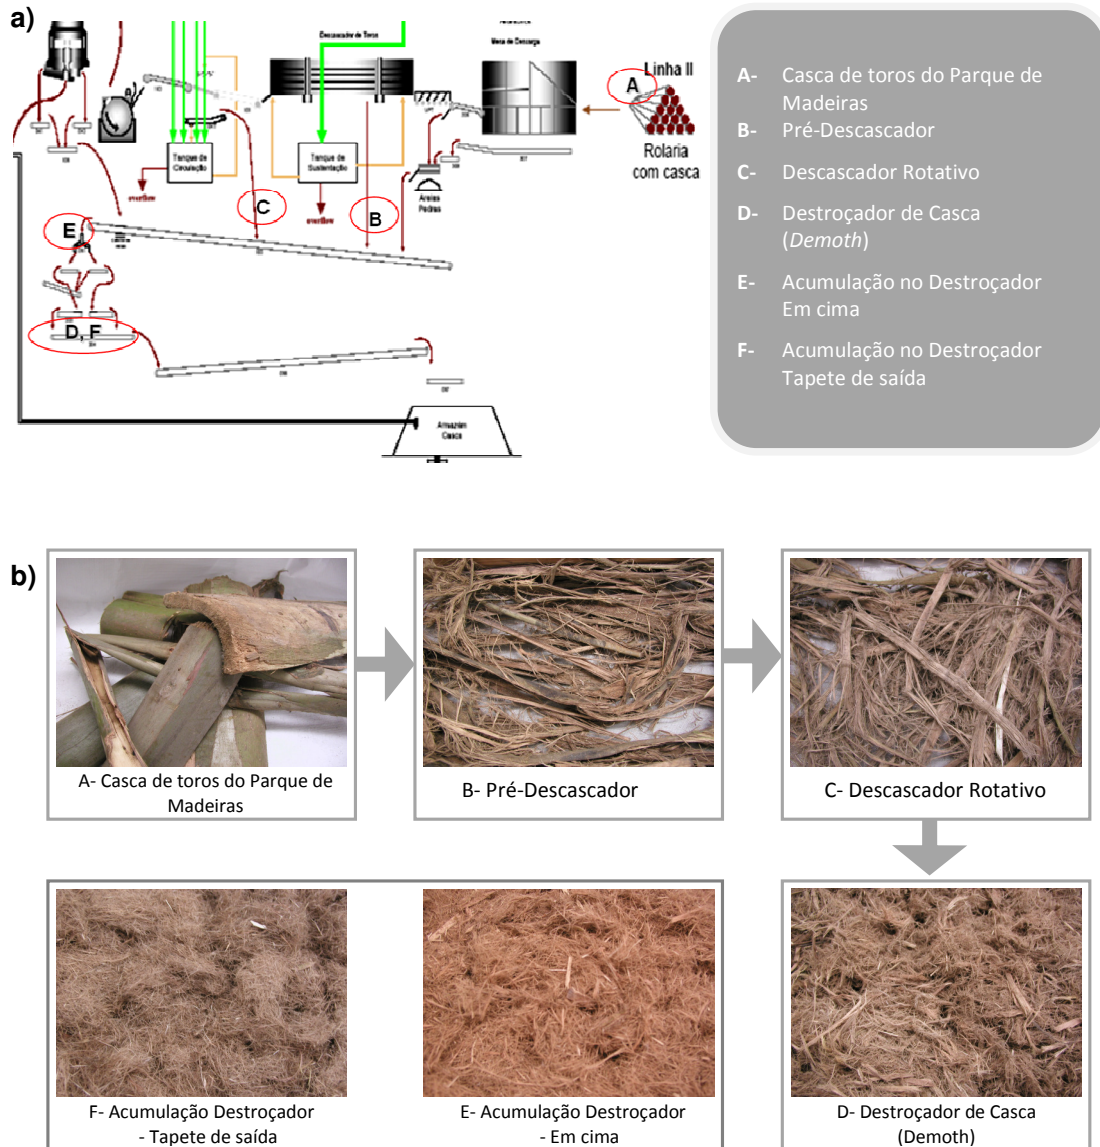 a)
Descascador de Toros
Mesa de Descarga
Linha II
A
Rolaria
com casca
Tanque de
Circulação
Tanque de
Sustentação
overflow
overflow
Areias
Pedras
C
B
E
D, F
Armazém
Casca
A- Casca de toros do Parque de
Madeiras
B- Pré-Descascador
C- Descascador Rotativo
D- Destroçador de Casca
(Demoth)
E- Acumulação no Destroçador
Em cima
F- Acumulação no Destroçador
Tapete de saída
b)
A- Casca de toros do Parque de
Madeiras
B- Pré-Descascador
C- Descascador Rotativo
F- Acumulação Destroçador
- Tapete de saída
E- Acumulação Destroçador
- Em cima
D- Destroçador de Casca
(Demoth)